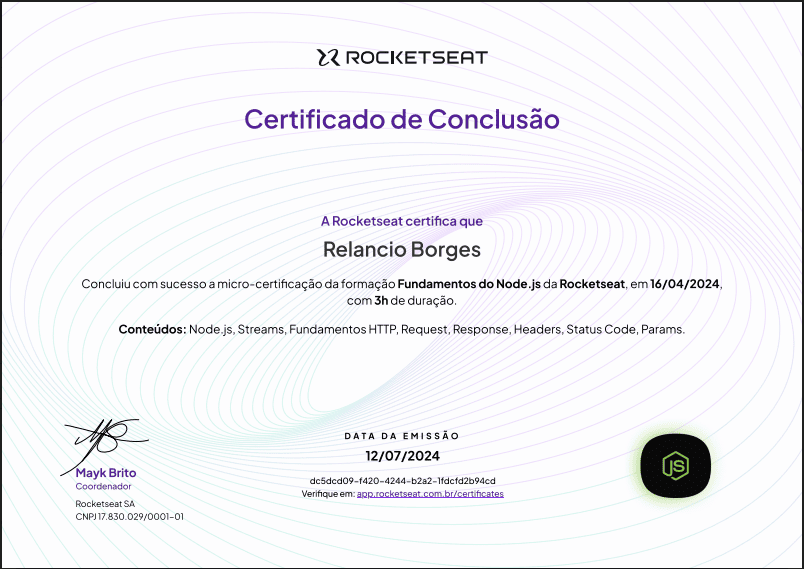 ROCKETSEAT
Certificado de Conclusão
A Rocketseat certifica que
Relancio Borges
Concluiu com sucesso a micro-certificação da formação Fundamentos do Node.js da Rocketseat, em 16/04/2024,
com 3h de duração.
Conteúdos: Node.js, Streams, Fundamentos HTTP, Request, Response, Headers, Status Code, Params.
Mayk Brito
Coordenador
Rocketseat SA
CNPJ 17.830.029/0001-01
DATA DA EMISSÃO
12/07/2024
dc5dcd09-f420-4244-b2a2-1fdcfd2b94cd
Verifique em: app.rocketseat.com.br/certificates
JS